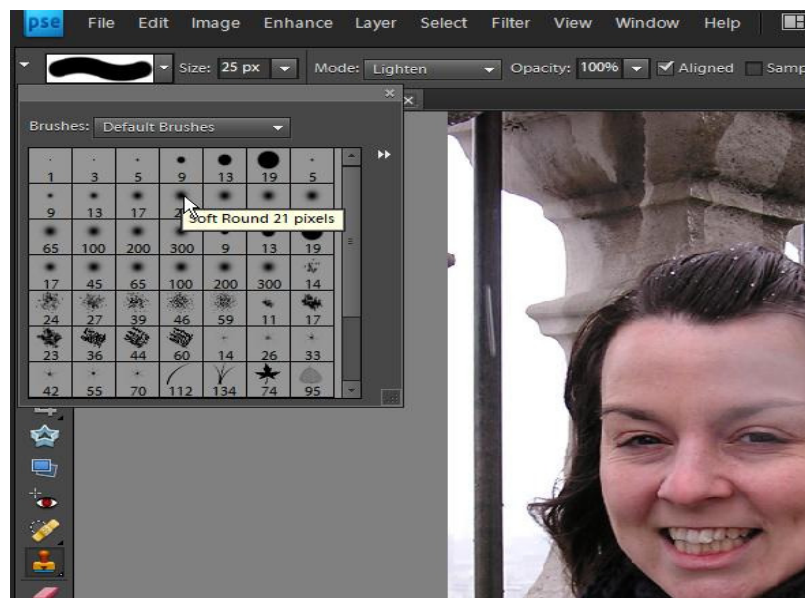 pse File Edit Image Enhance Layer Select Filter View Window Help
Size: 25 px Mode: Lighten Opacity: 100% Aligned
Brushes: Default Brushes
1 3 5 9 13 19 5
9 13 17
Soft Round 21 pixels
65 100 200 300 9 13 19
17 45 65 100 200 300 14
24 27 39 46 59 11 17
23 36 44 60 14 26 33
42 55 70 112 134 74 95